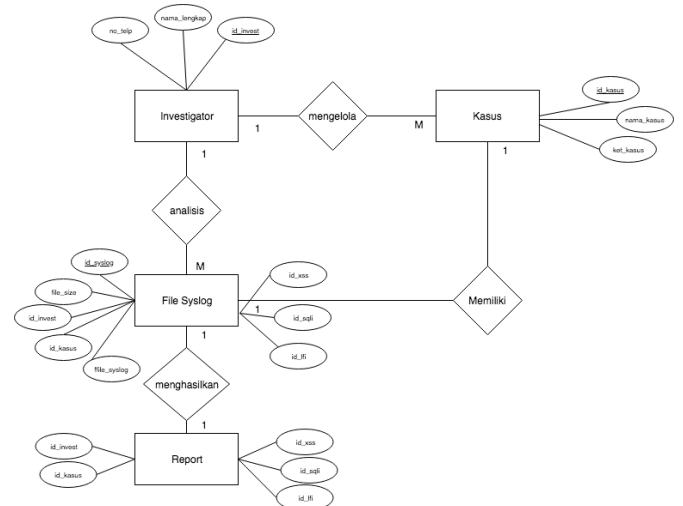 nama_lengkap
no_telp
id_invest
Investigator
1
mengelola
M
Kasus
id_kasus
nama_kasus
ket_kasus
1
1
analisis
M
id_syslog
file_size
id_invest
id_kasus
ffile_syslog
File Syslog
1
id_xss
id_sqli
id_lfi
Memiliki
1
menghasilkan
1
Report
id_invest
id_kasus
id_xss
id_sqli
id_lfi